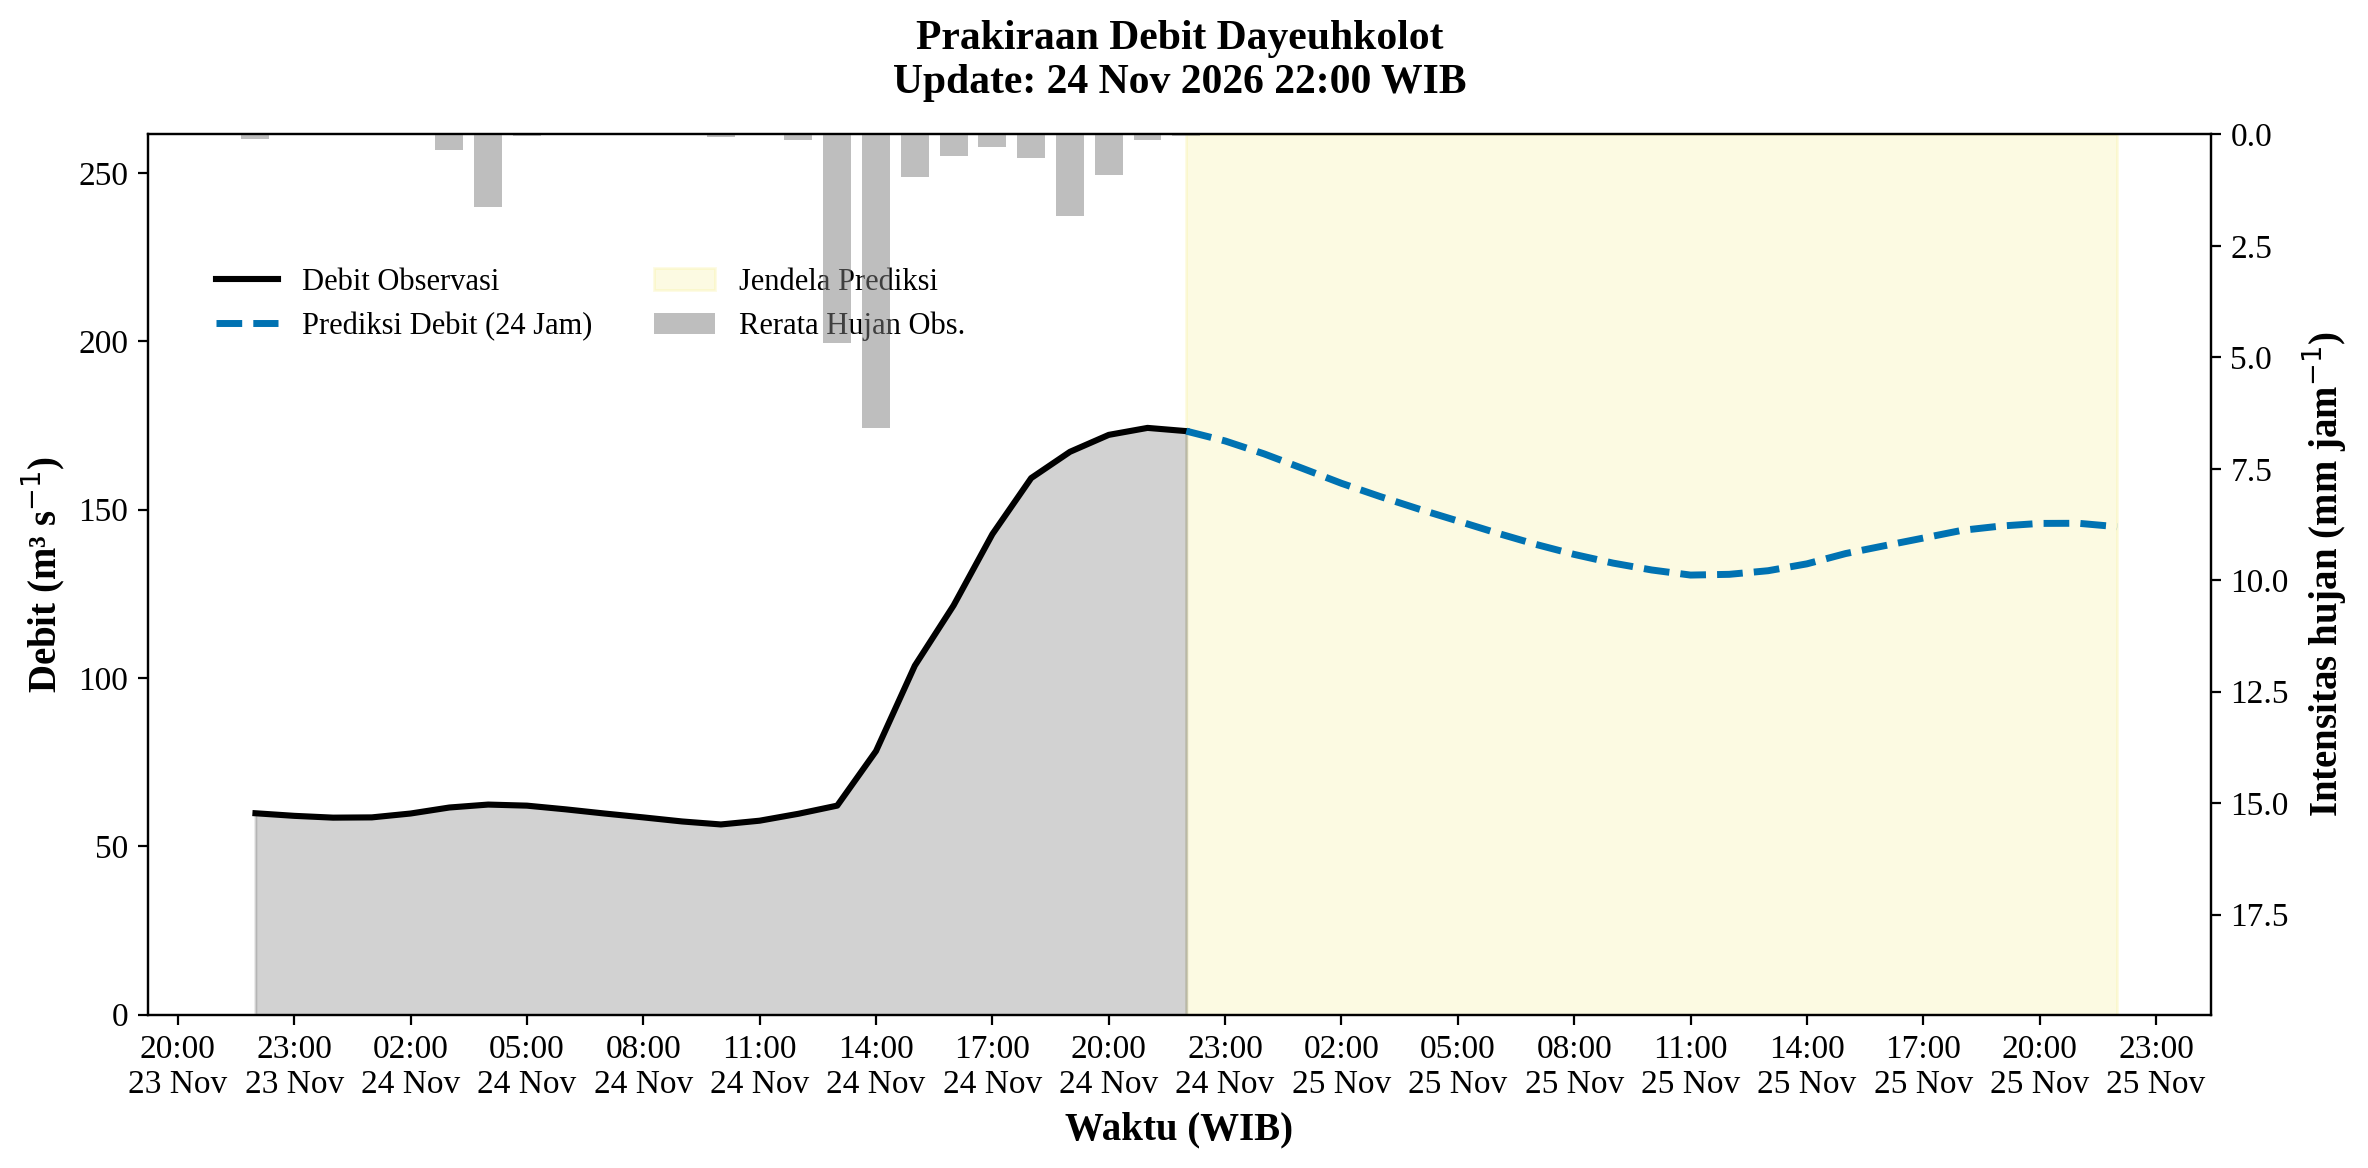 Prakiraan Debit Dayeuhkolot
Update: 24 Nov 2026 22:00 WIB
Debit (m³ s⁻¹)
250
200
150
100
50
0
Debit Observasi
Prediksi Debit (24 Jam)
Jendela Prediksi
Rerata Hujan Obs.
0.0
2.5
5.0
7.5
10.0
12.5
15.0
17.5
Intensitas hujan (mm jam⁻¹)
20:00 23:00 02:00 05:00 08:00 11:00 14:00 17:00 20:00 23:00 02:00 05:00 08:00 11:00 14:00 17:00 20:00 23:00
23 Nov 23 Nov 24 Nov 24 Nov 24 Nov 24 Nov 24 Nov 24 Nov 24 Nov 24 Nov 25 Nov 25 Nov 25 Nov 25 Nov 25 Nov 25 Nov 25 Nov 25 Nov
Waktu (WIB)